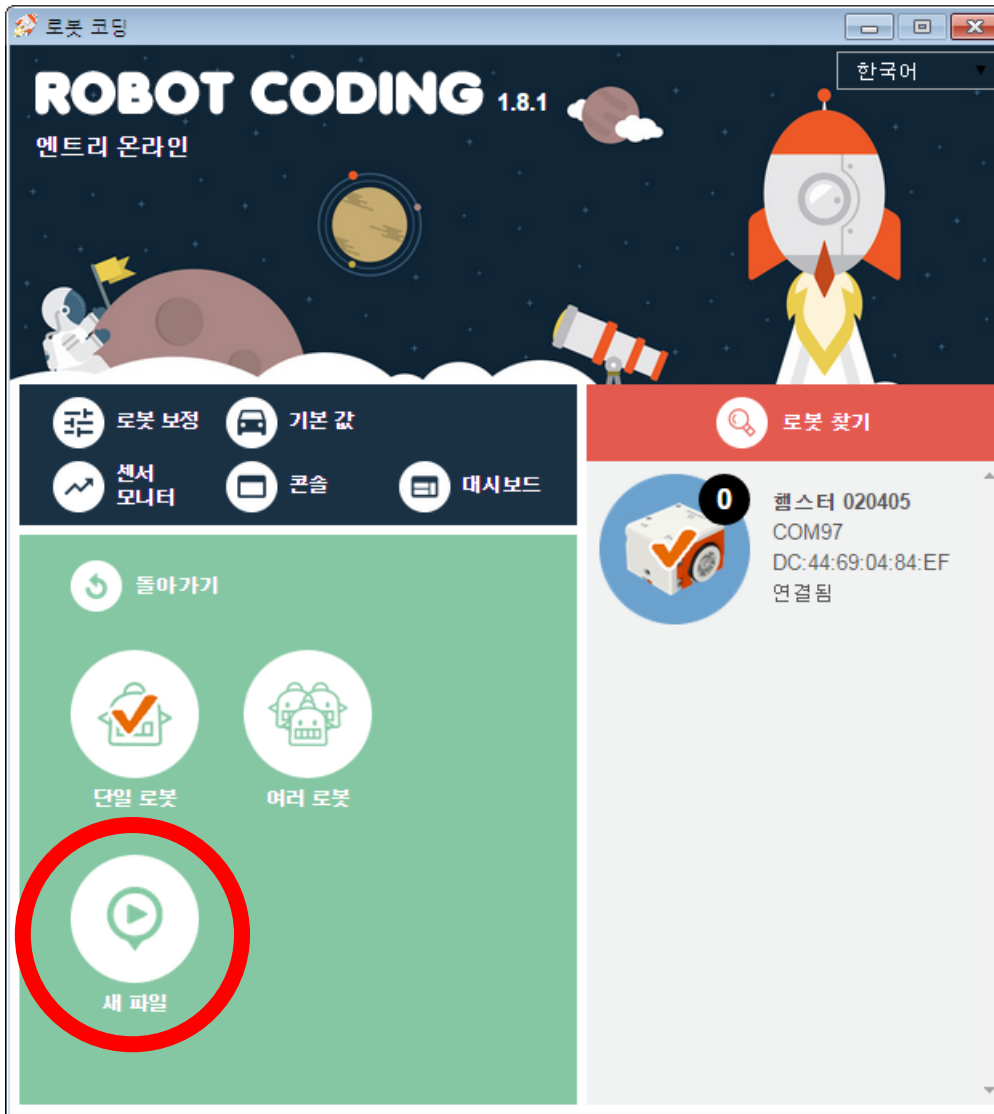 로봇 코딩
ROBOT CODING 1.8.1
한국어
엔트리 온라인
로봇 보정
기본 값
센서
모니터
콘솔
대시보드
로봇 찾기
0
햄스터 020405
COM97
DC:44:69:04:84:EF
연결됨
돌아가기
단일 로봇
여러 로봇
새 파일